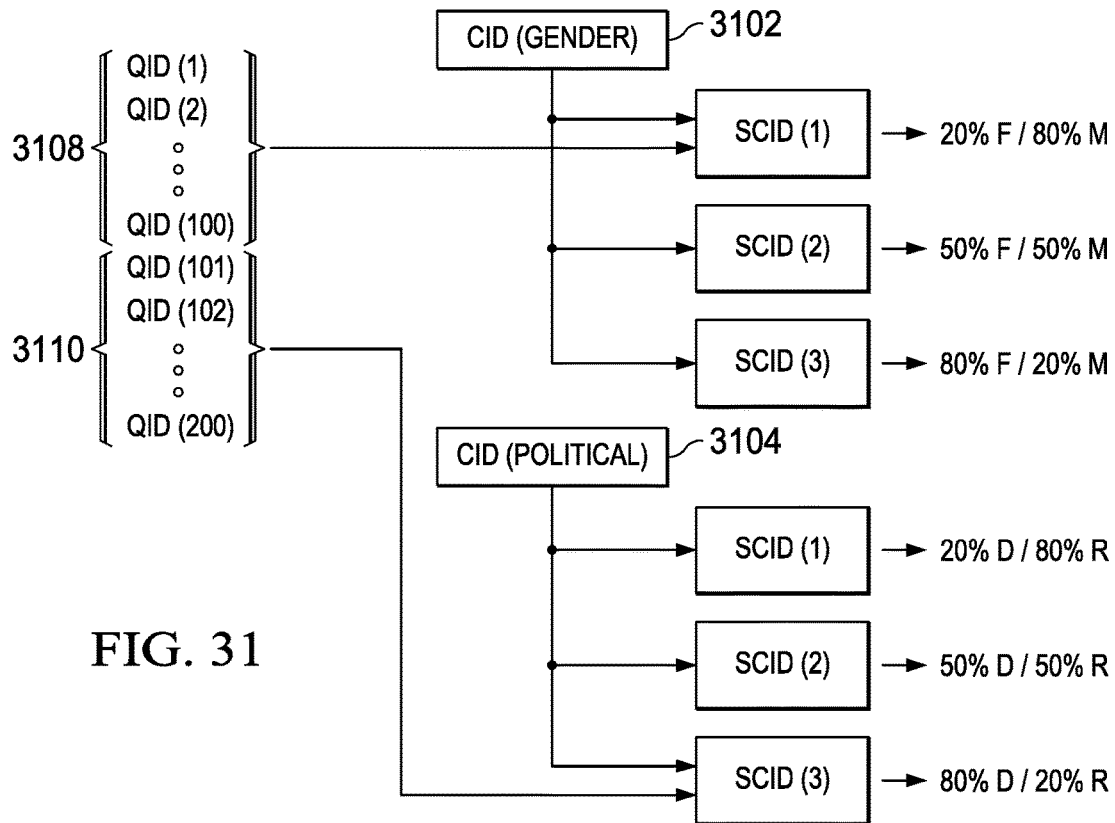 CID (GENDER)
3102
QID (1)
QID (2)
3108
QID (100)
SCID (1)
20% F / 80% M
SCID (2)
50% F / 50% M
SCID (3)
80% F / 20% M
QID (101)
QID (102)
3110
QID (200)
CID (POLITICAL)
3104
SCID (1)
20% D / 80% R
SCID (2)
50% D / 50% R
SCID (3)
80% D / 20% R
FIG. 31